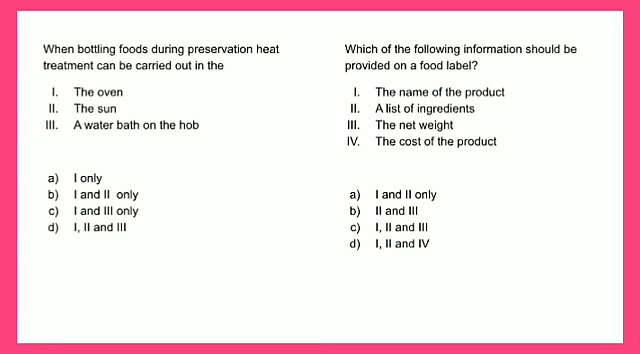 When bottling foods during preservation heat
treatment can be carried out in the
I. The oven
II. The sun
III. A water bath on the hob
a) I only
b) I and II only
c) I and III only
d) I, II and III
Which of the following information should be
provided on a food label?
I. The name of the product
II. A list of ingredients
III. The net weight
IV. The cost of the product
a) I and II only
b) II and III
c) I, II and III
d) I, II and IV